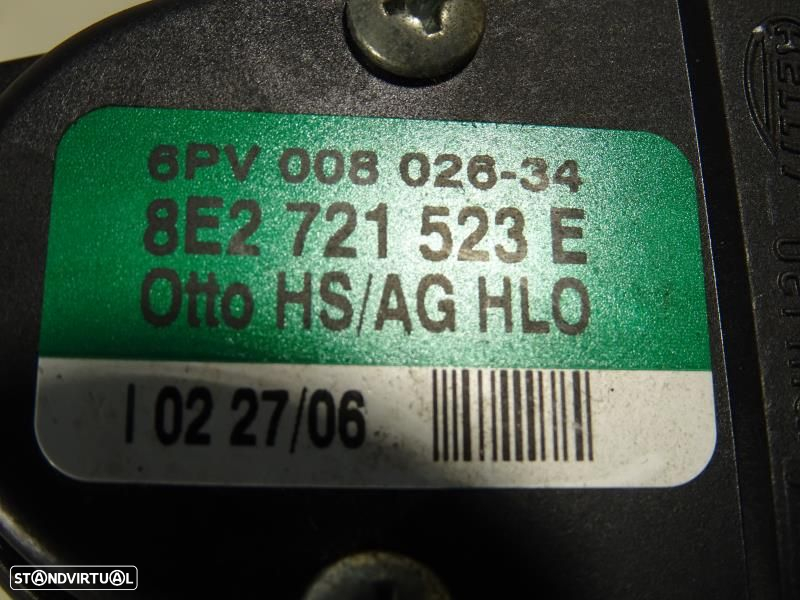 6PV 008 026-34
8E2 721 523 E
Otto HS/AG HLO
I 02 27/06
STANDVIRTUAL